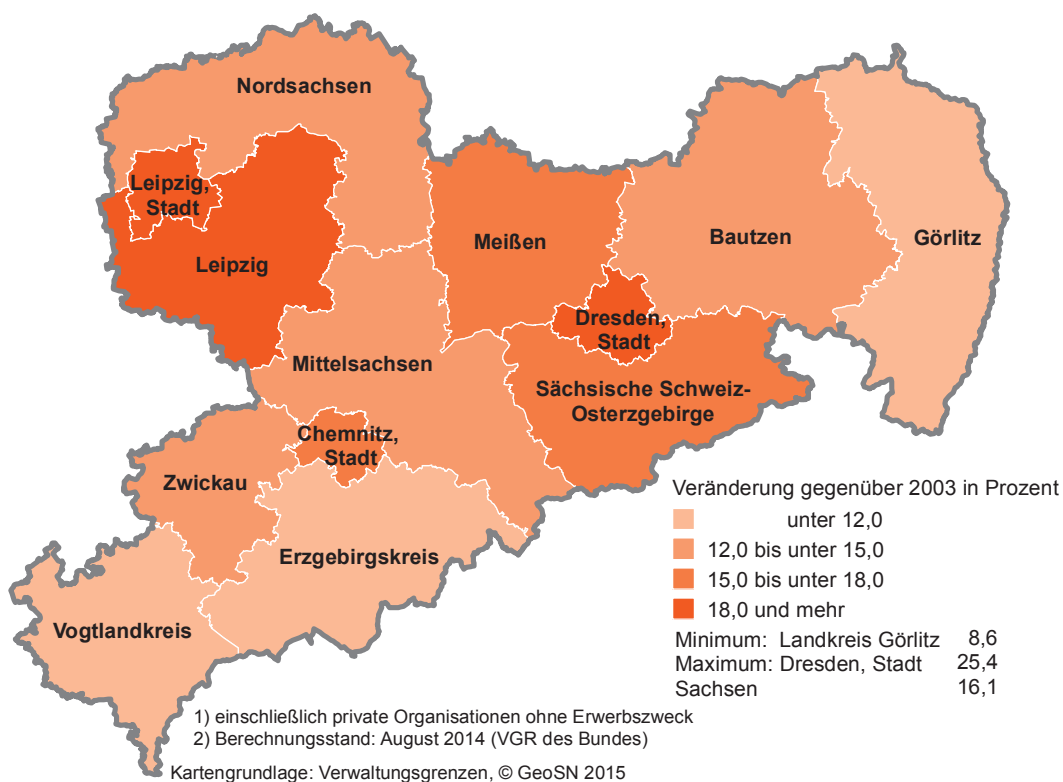 Nordsachsen
Leipzig,
Stadt
Leipzig
Meißen
Bautzen
Görlitz
Dresden,
Stadt
Mittelsachsen
Sächsische Schweiz-
Osterzgebirge
Chemnitz,
Stadt
Zwickau
Erzgebirgskreis
Vogtlandkreis
Veränderung gegenüber 2003 in Prozent
unter 12,0
12,0 bis unter 15,0
15,0 bis unter 18,0
18,0 und mehr
Minimum: Landkreis Görlitz 8,6
Maximum: Dresden, Stadt 25,4
Sachsen 16,1
1) einschließlich private Organisationen ohne Erwerbszweck
2) Berechnungsstand: August 2014 (VGR des Bundes)
Kartengrundlage: Verwaltungsgrenzen, © GeoSN 2015